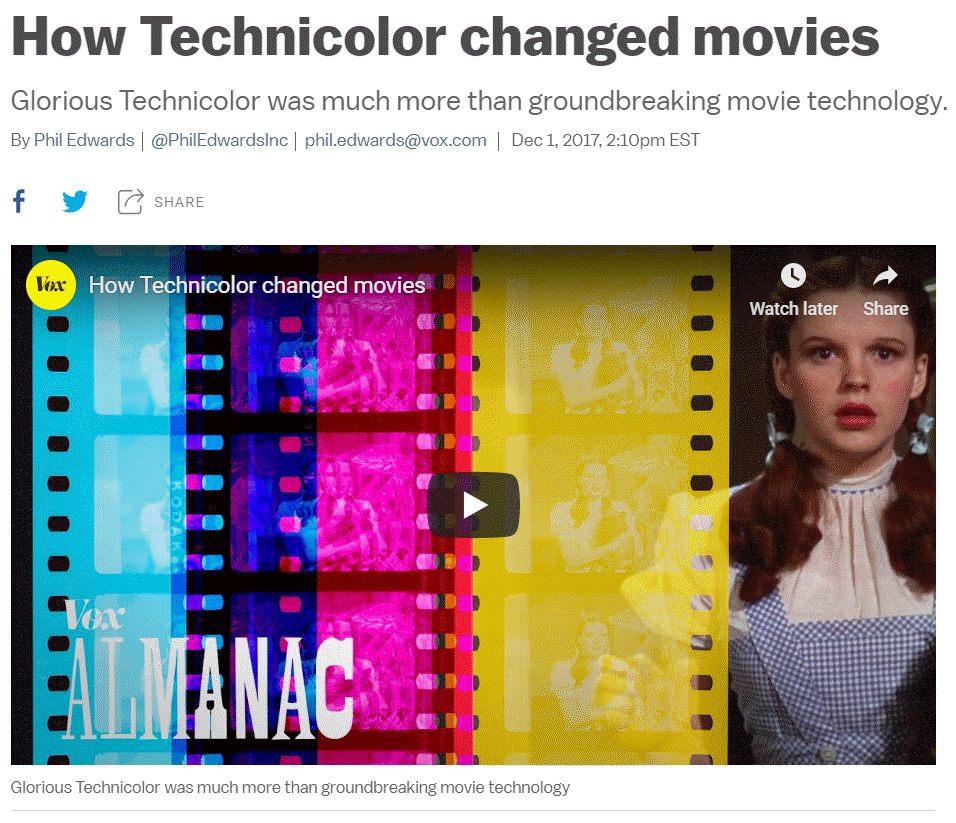 How Technicolor changed movies
Glorious Technicolor was much more than groundbreaking movie technology.
By Phil Edwards | @PhilEdwardsInc | phil.edwards@vox.com | Dec 1, 2017, 2:10pm EST
f
SHARE
Vox
How Technicolor changed movies
Watch later
Share
KODAK
Vox
ALMANAC
Glorious Technicolor was much more than groundbreaking movie technology